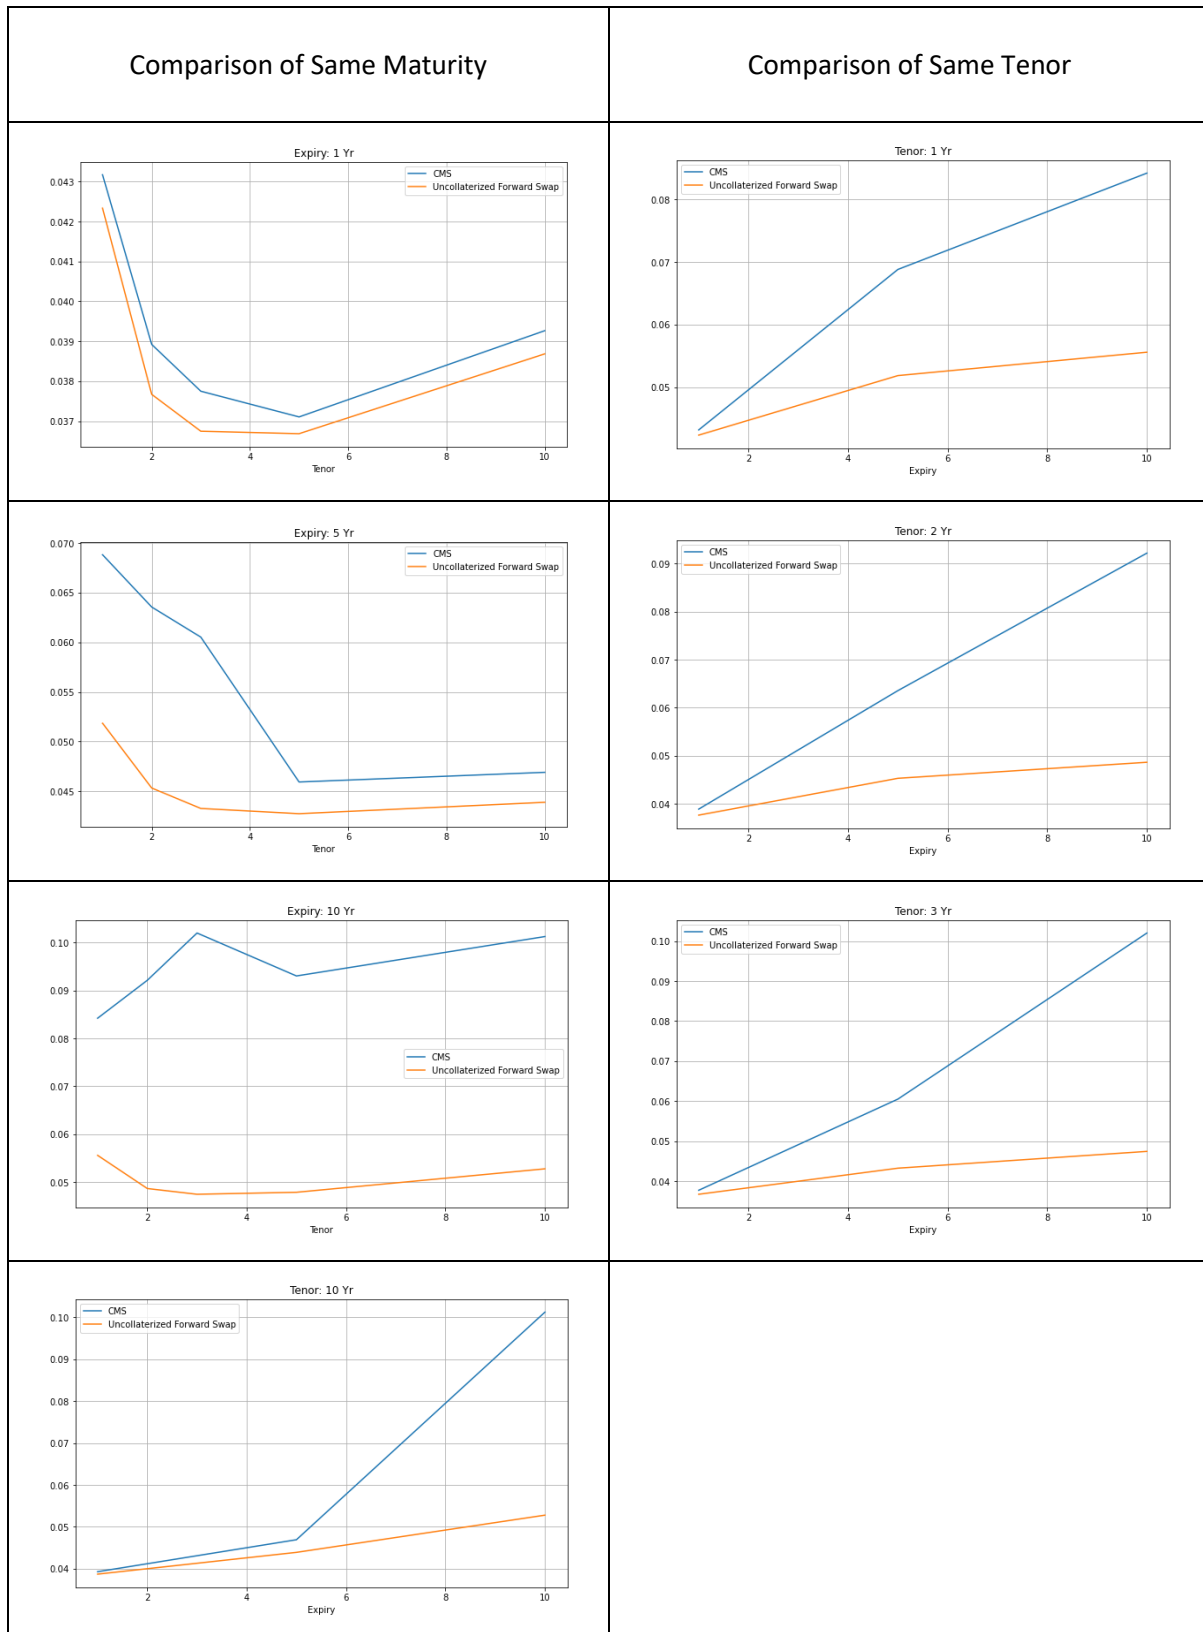 Comparison of Same Maturity
Comparison of Same Tenor
Expiry: 1 Yr
CMS
Uncollaterized Forward Swap
0.043
0.042
0.041
0.040
0.039
0.038
0.037
2 4 6 8 10
Tenor
Tenor: 1 Yr
CMS
Uncollaterized Forward Swap
0.08
0.07
0.06
0.05
2 4 6 8 10
Expiry
Expiry: 5 Yr
CMS
Uncollaterized Forward Swap
0.070
0.065
0.060
0.055
0.050
0.045
2 4 6 8 10
Tenor
Tenor: 2 Yr
CMS
Uncollaterized Forward Swap
0.09
0.08
0.07
0.06
0.05
0.04
2 4 6 8 10
Expiry
Expiry: 10 Yr
CMS
Uncollaterized Forward Swap
0.10
0.09
0.08
0.07
0.06
0.05
2 4 6 8 10
Tenor
Tenor: 3 Yr
CMS
Uncollaterized Forward Swap
0.10
0.09
0.08
0.07
0.06
0.05
0.04
2 4 6 8 10
Expiry
Tenor: 10 Yr
CMS
Uncollaterized Forward Swap
0.10
0.09
0.08
0.07
0.06
0.05
0.04
2 4 6 8 10
Expiry